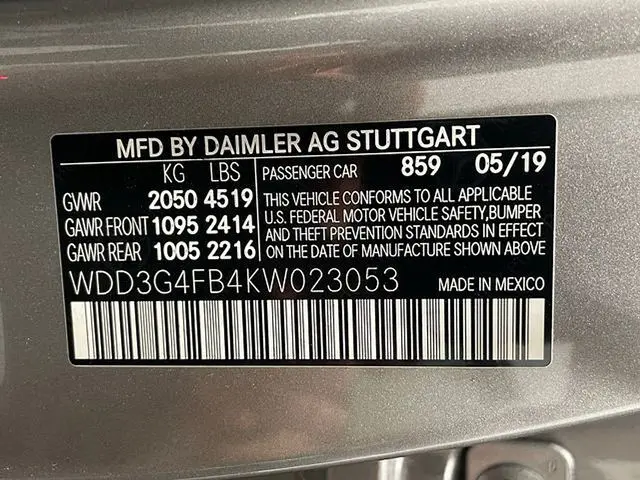 MFD BY DAIMLER AG STUTTGART
KG LBS
GVWR 2050 4519
GAWR FRONT 1095 2414
GAWR REAR 1005 2216
PASSENGER CAR 859 05/19
THIS VEHICLE CONFORMS TO ALL APPLICABLE
U.S. FEDERAL MOTOR VEHICLE SAFETY,BUMPER
AND THEFT PREVENTION STANDARDS IN EFFECT
ON THE DATE OF MANUFACTURE SHOWN ABOVE.
WDD3G4FB4KW023053
MADE IN MEXICO